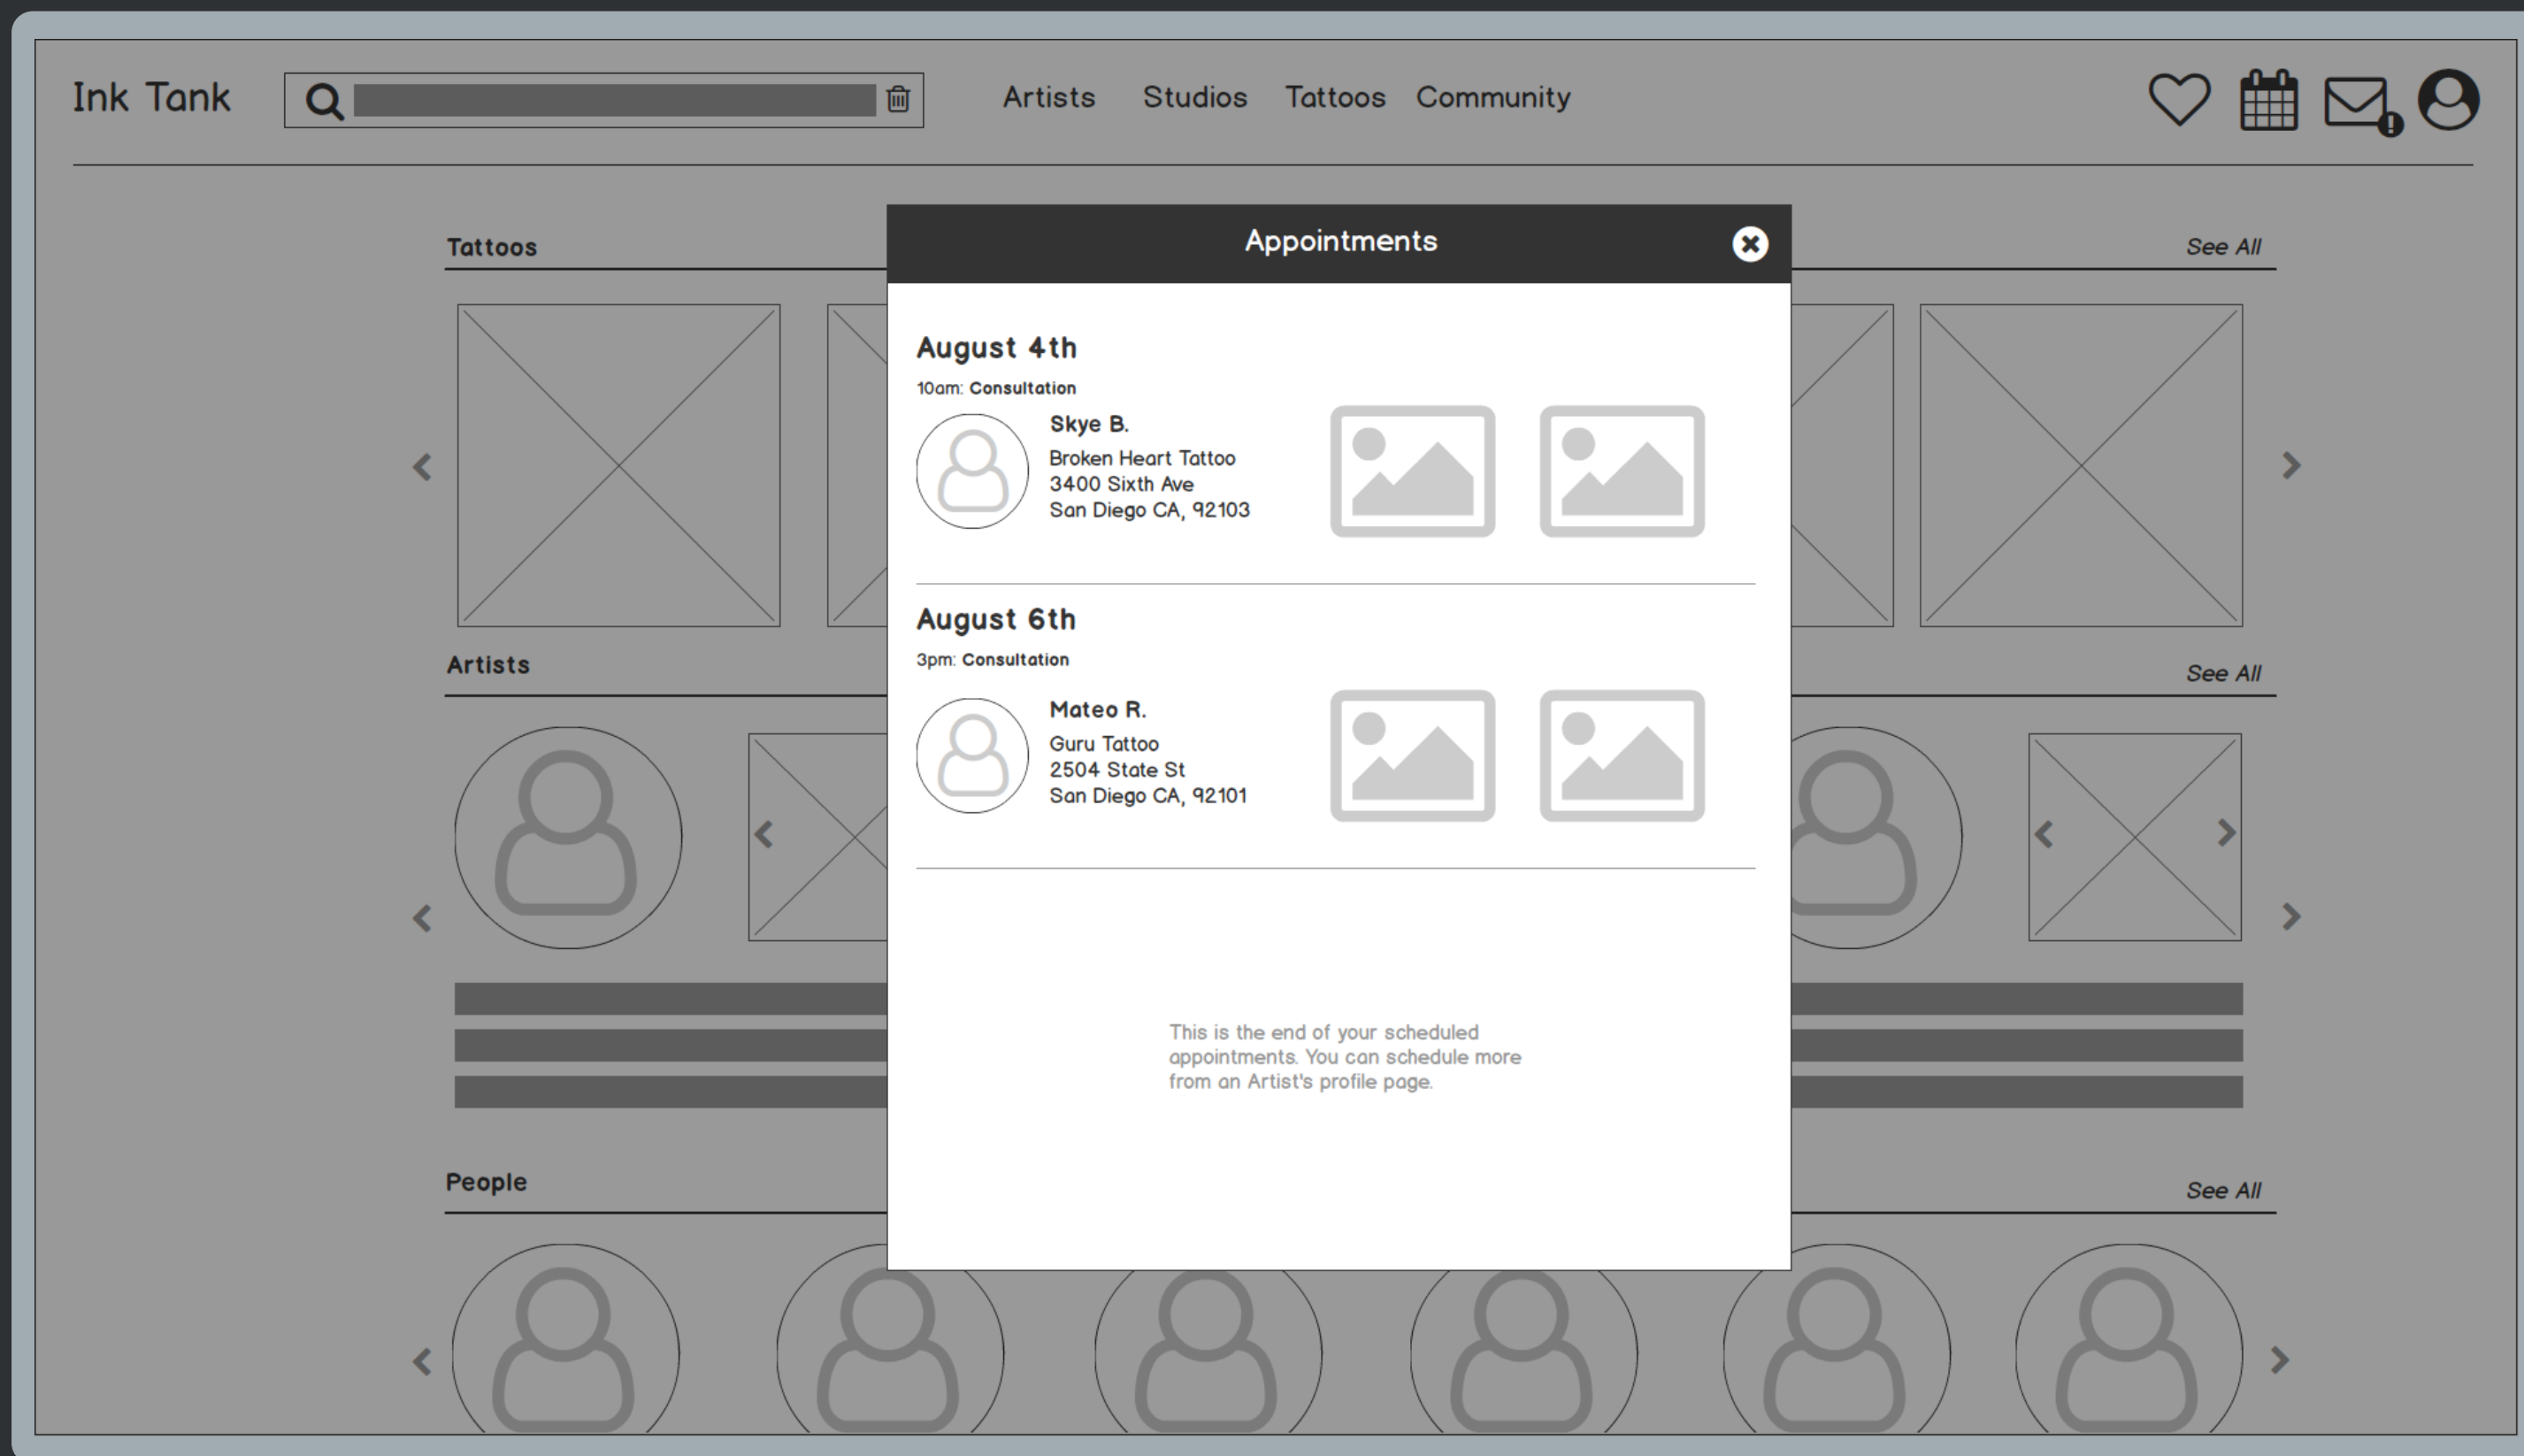 Ink Tank
Artists Studios Tattoos Community
Tattoos
See All
Appointments
August 4th
10am: Consultation
Skye B.
Broken Heart Tattoo
3400 Sixth Ave
San Diego CA, 92103
August 6th
3pm: Consultation
Mateo R.
Guru Tattoo
2504 State St
San Diego CA, 92101
This is the end of your scheduled
appointments. You can schedule more
from an Artist's profile page.
Artists
See All
People
See All